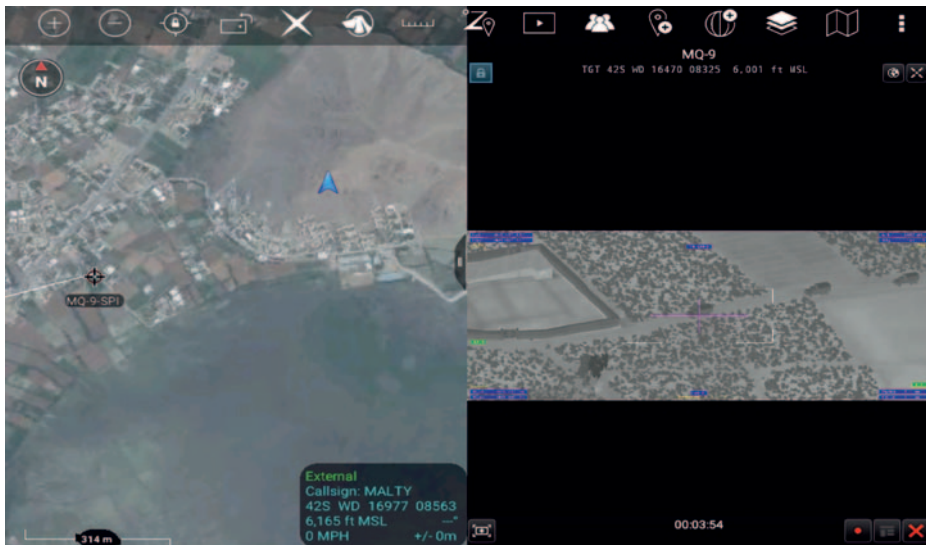 MQ-9
TGT 42S WD 16470 08325 6,001 ft MSL
N
MQ-9-SPI
External
Callsign: MALTY
42S WD 16977 08563
6,165 ft MSL ---°
0 MPH +/- 0m
314 m
00:03:54